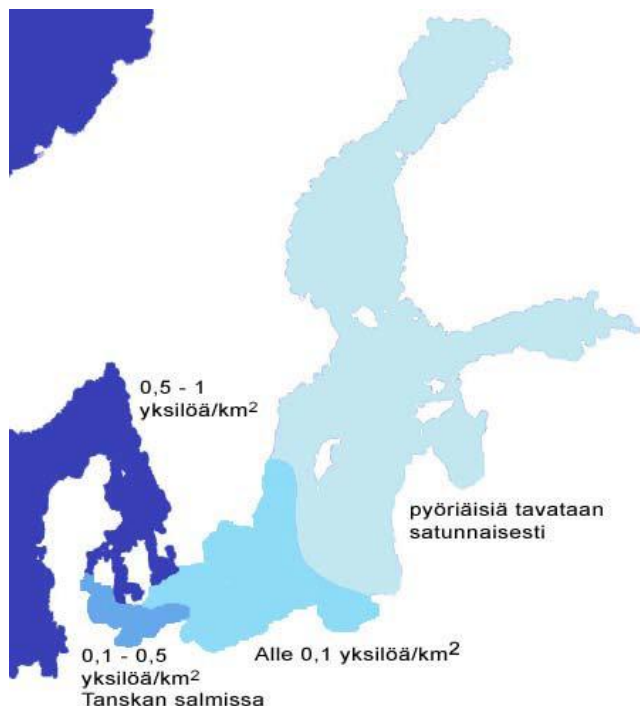 0,5 - 1
yksilöä/km²
pyöriäisiä tavataan
satunnaisesti
0,1 - 0,5
yksilöä/km²
Tanskan salmissa
Alle 0,1 yksilöä/km²